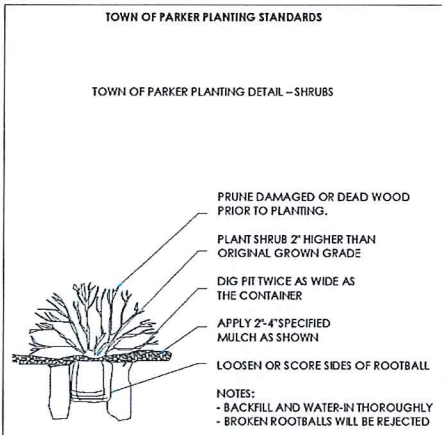 TOWN OF PARKER PLANTING STANDARDS
TOWN OF PARKER PLANTING DETAIL – SHRUBS
PRUNE DAMAGED OR DEAD WOOD
PRIOR TO PLANTING.
PLANT SHRUB 2" HIGHER THAN
ORIGINAL GROWN GRADE
DIG PIT TWICE AS WIDE AS
THE CONTAINER
APPLY 2"-4" SPECIFIED
MULCH AS SHOWN
LOOSEN OR SCORE SIDES OF ROOTBALL
NOTES:
- BACKFILL AND WATER-IN THOROUGHLY
- BROKEN ROOTBALLS WILL BE REJECTED